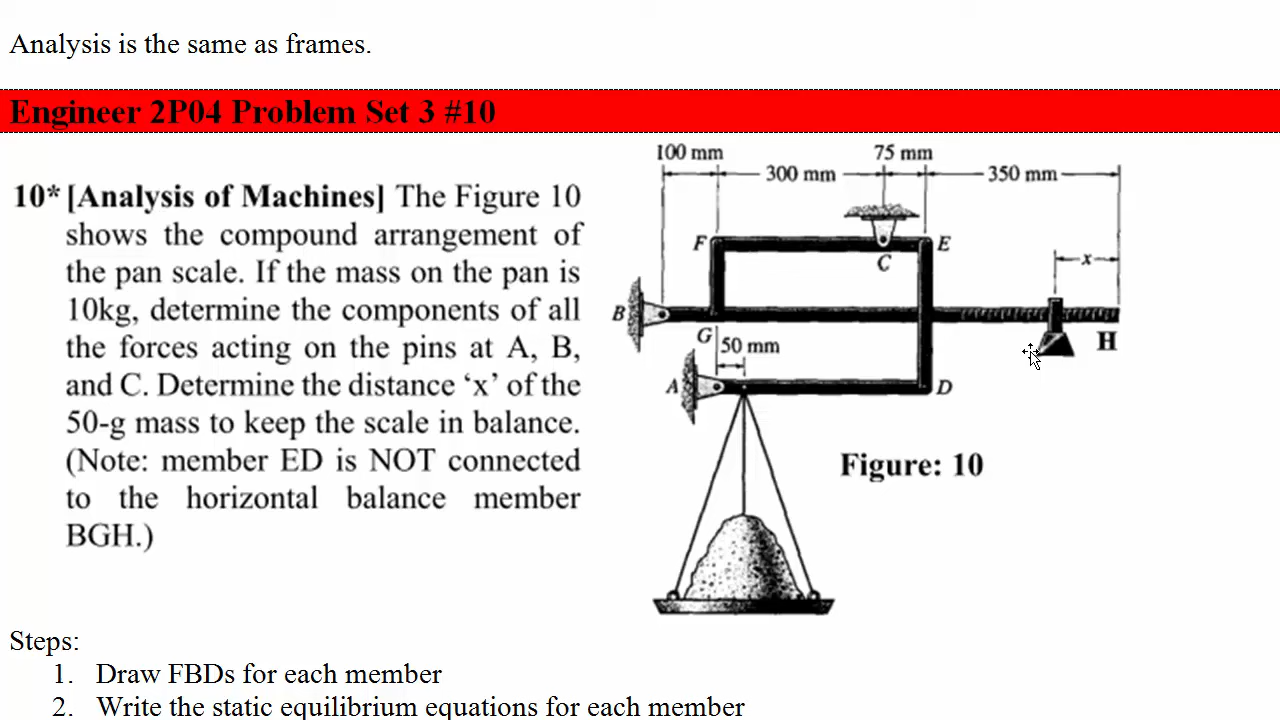 Analysis is the same as frames.
Engineer 2P04 Problem Set 3 #10
10* [Analysis of Machines] The Figure 10
shows the compound arrangement of
the pan scale. If the mass on the pan is
10kg, determine the components of all
the forces acting on the pins at A, B,
and C. Determine the distance ‘x’ of the
50-g mass to keep the scale in balance.
(Note: member ED is NOT connected
to the horizontal balance member
BGH.)
100 mm
75 mm
300 mm
350 mm
F
E
C
x
B
G
H
50 mm
A
D
Figure: 10
Steps:
1. Draw FBDs for each member
2. Write the static equilibrium equations for each member